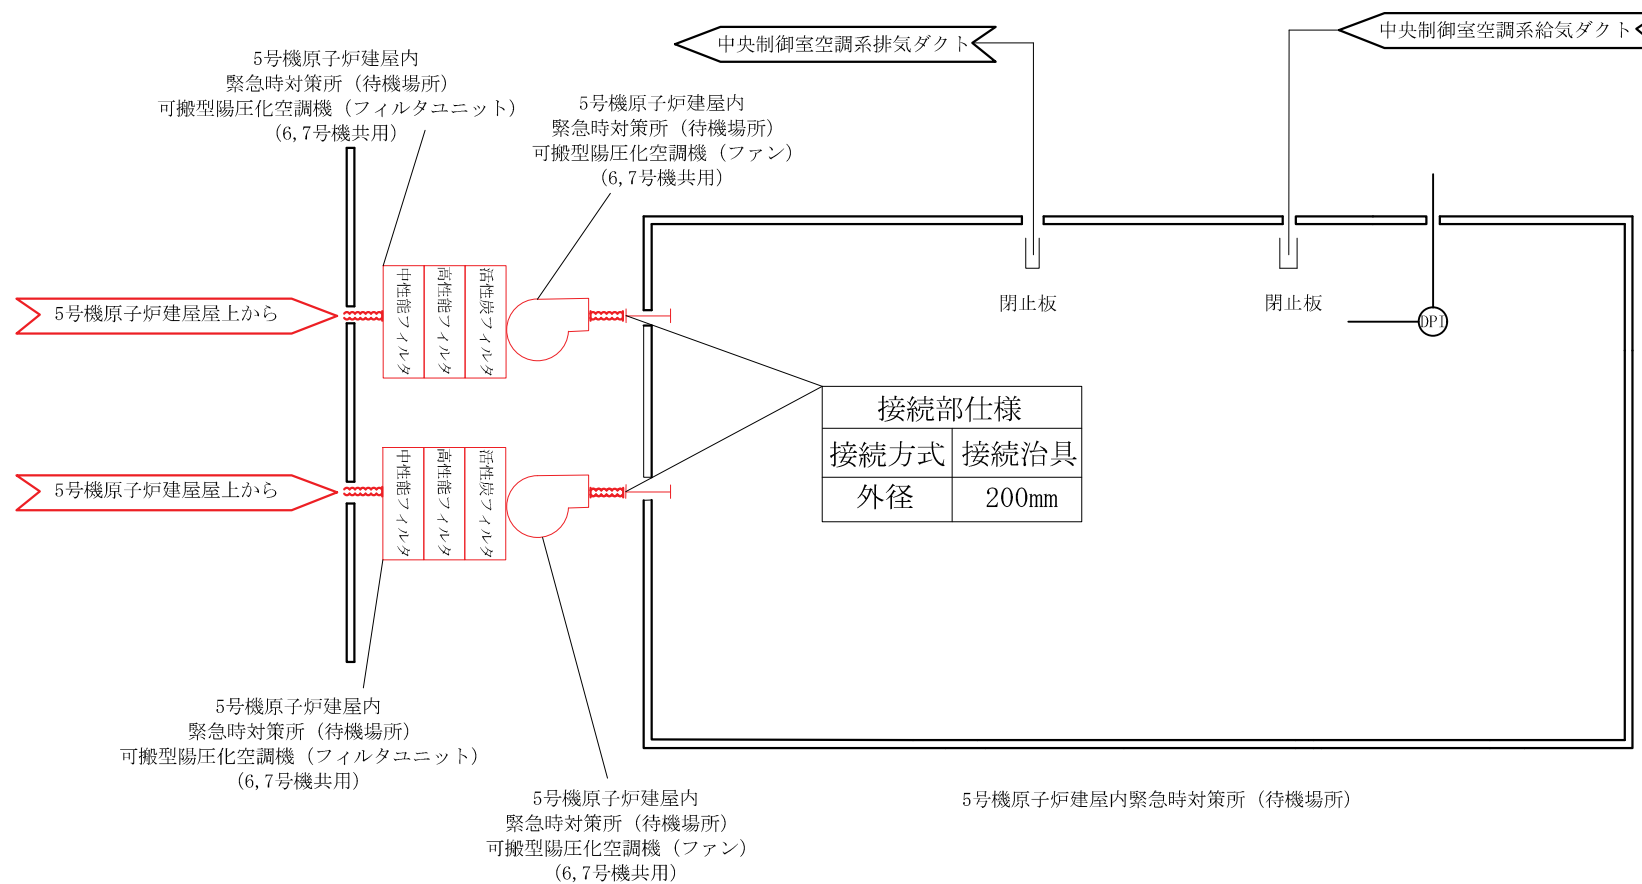 中央制御室空調系排気ダクト
中央制御室空調系給気ダクト
5号機原子炉建屋内
緊急時対策所（待機場所）
可搬型陽圧化空調機（フィルタユニット）
（6,7号機共用）
5号機原子炉建屋内
緊急時対策所（待機場所）
可搬型陽圧化空調機（ファン）
（6,7号機共用）
5号機原子炉建屋屋上から
中性能フィルタ
高性能フィルタ
活性炭フィルタ
閉止板
閉止板
DPI
接続部仕様
接続方式 接続治具
外径 200mm
5号機原子炉建屋屋上から
中性能フィルタ
高性能フィルタ
活性炭フィルタ
5号機原子炉建屋内
緊急時対策所（待機場所）
可搬型陽圧化空調機（フィルタユニット）
（6,7号機共用）
5号機原子炉建屋内
緊急時対策所（待機場所）
可搬型陽圧化空調機（ファン）
（6,7号機共用）
5号機原子炉建屋内緊急時対策所（待機場所）